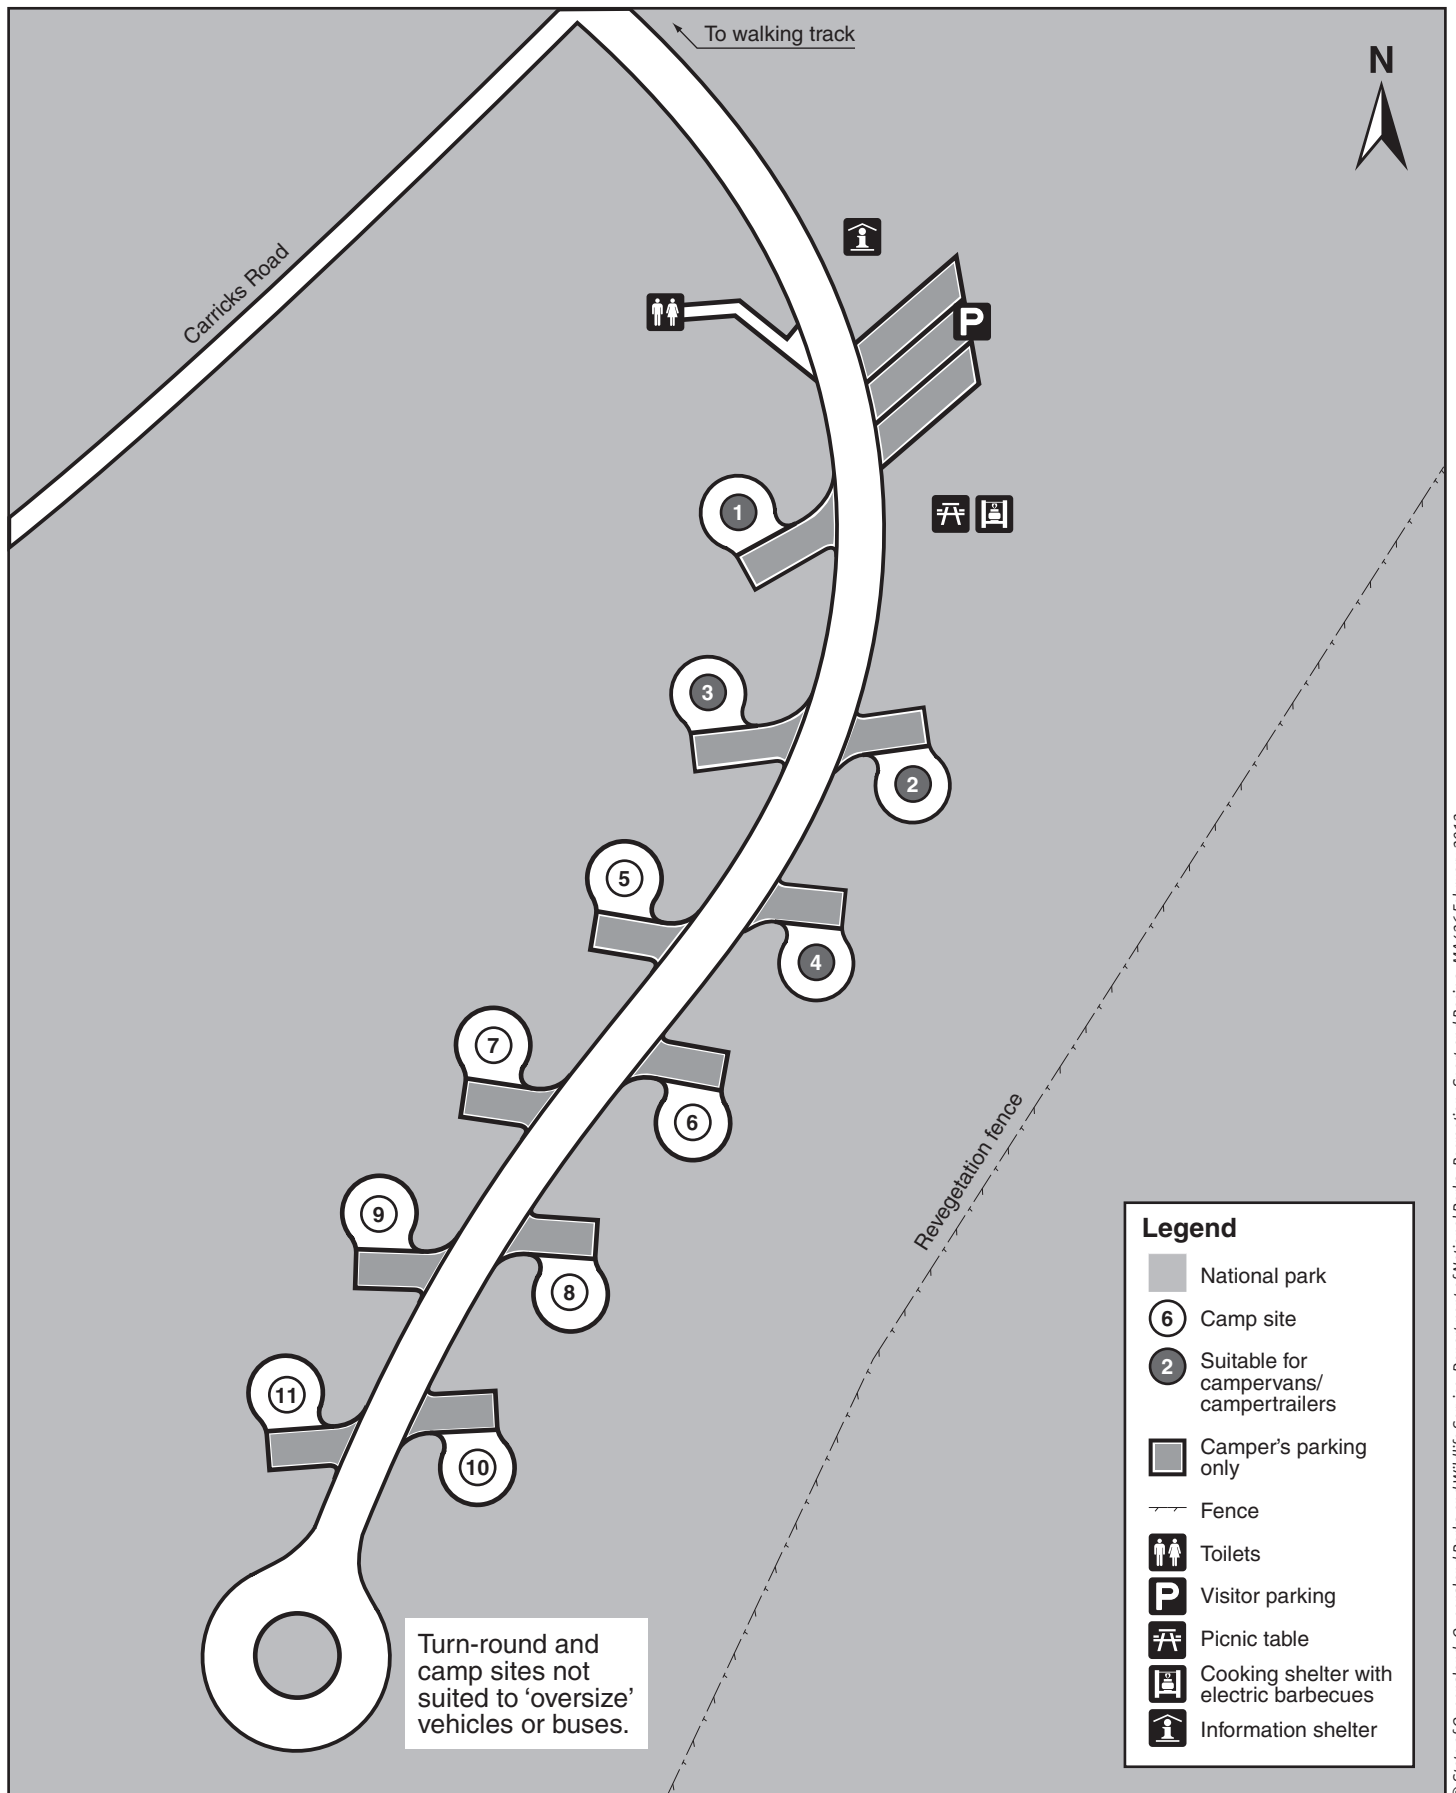 To walking track
N
Carricks Road
P
1
3
2
5
4
7
6
9
8
11
10
Revegetation fence
Turn-round and
camp sites not
suited to ‘oversize’
vehicles or buses.
Legend
National park
6 Camp site
2 Suitable for
campervans/
campertrailers
Camper’s parking
only
Fence
Toilets
P Visitor parking
Picnic table
Cooking shelter with
electric barbecues
Information shelter